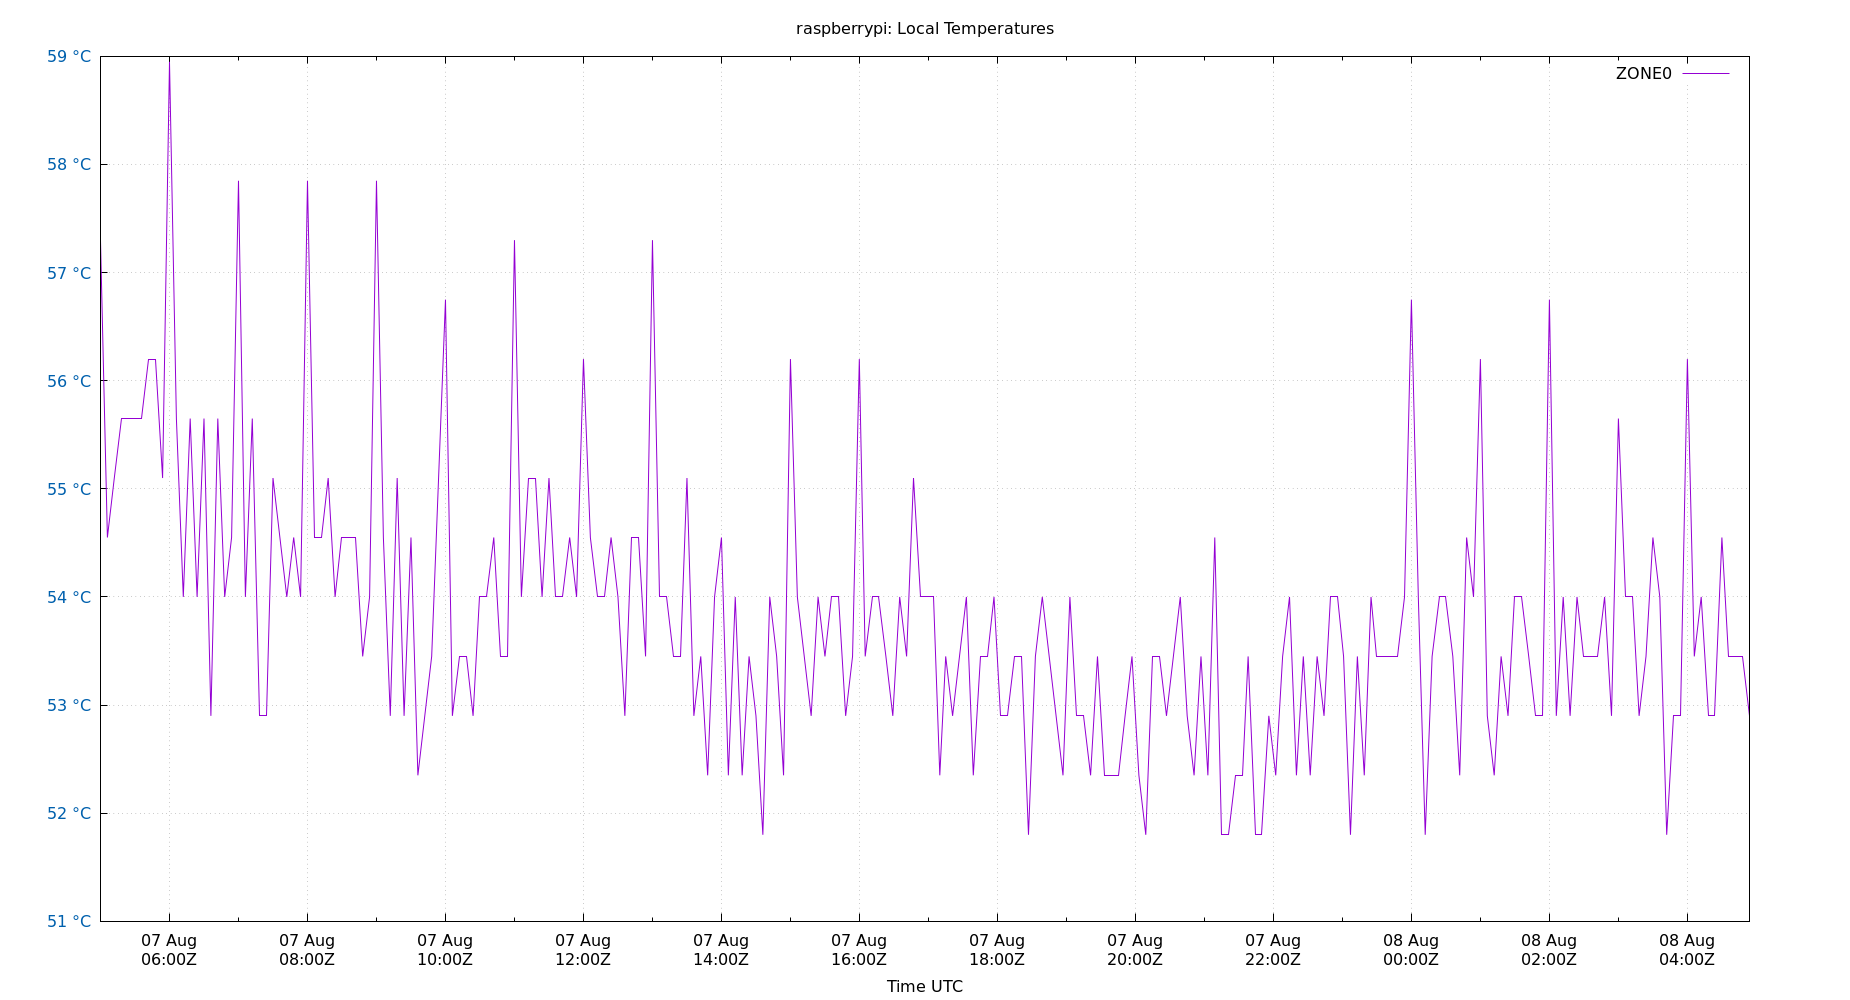 raspberrypi: Local Temperatures
59 °C
ZONE0
58 °C
57 °C
56 °C
55 °C
54 °C
53 °C
52 °C
51 °C
07 Aug 07 Aug 07 Aug 07 Aug 07 Aug 07 Aug 07 Aug 07 Aug 07 Aug 08 Aug 08 Aug 08 Aug
06:00Z 08:00Z 10:00Z 12:00Z 14:00Z 16:00Z 18:00Z 20:00Z 22:00Z 00:00Z 02:00Z 04:00Z
Time UTC